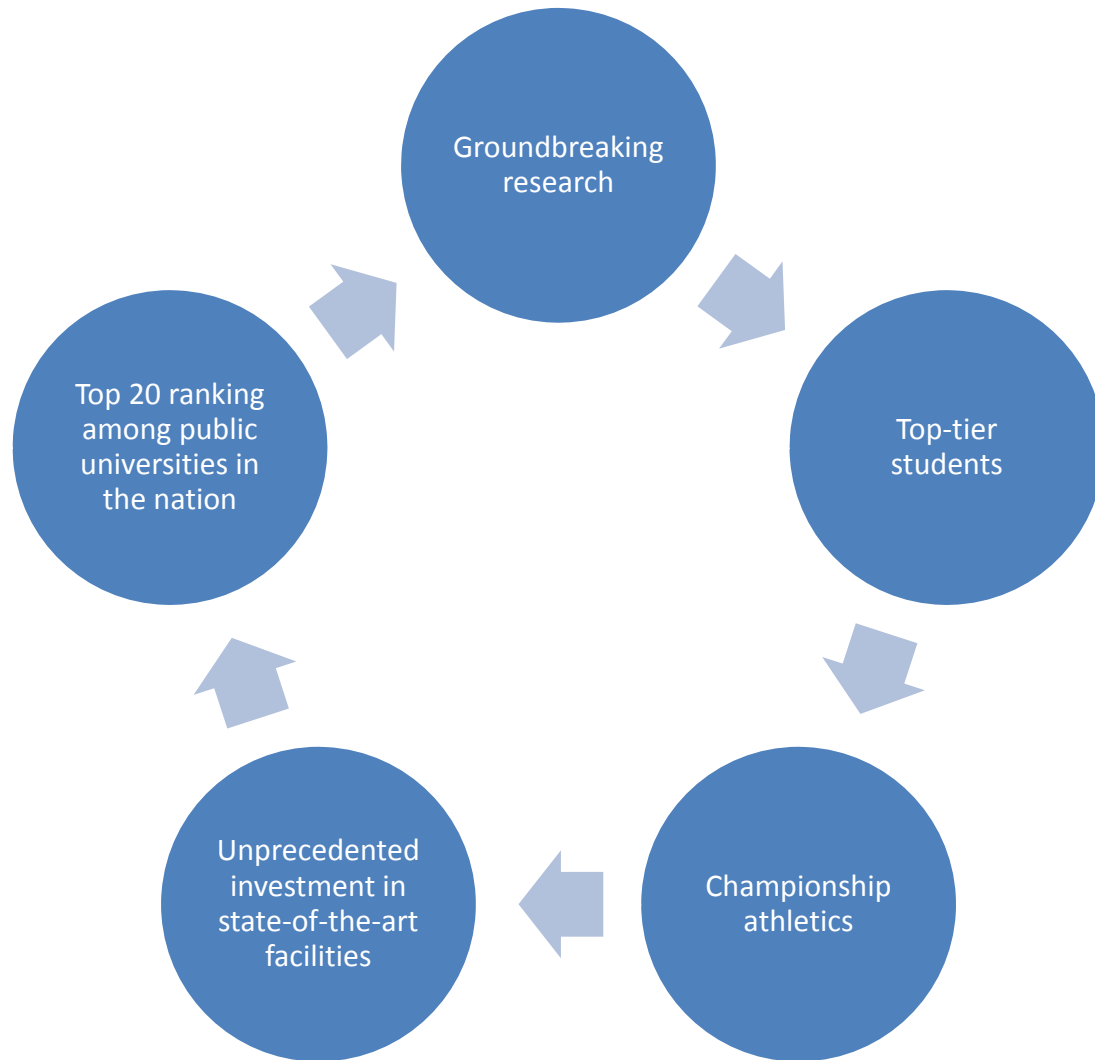 Groundbreaking
research
Top-tier
students
Championship
athletics
Unprecedented
investment in
state-of-the-art
facilities
Top 20 ranking
among public
universities in
the nation